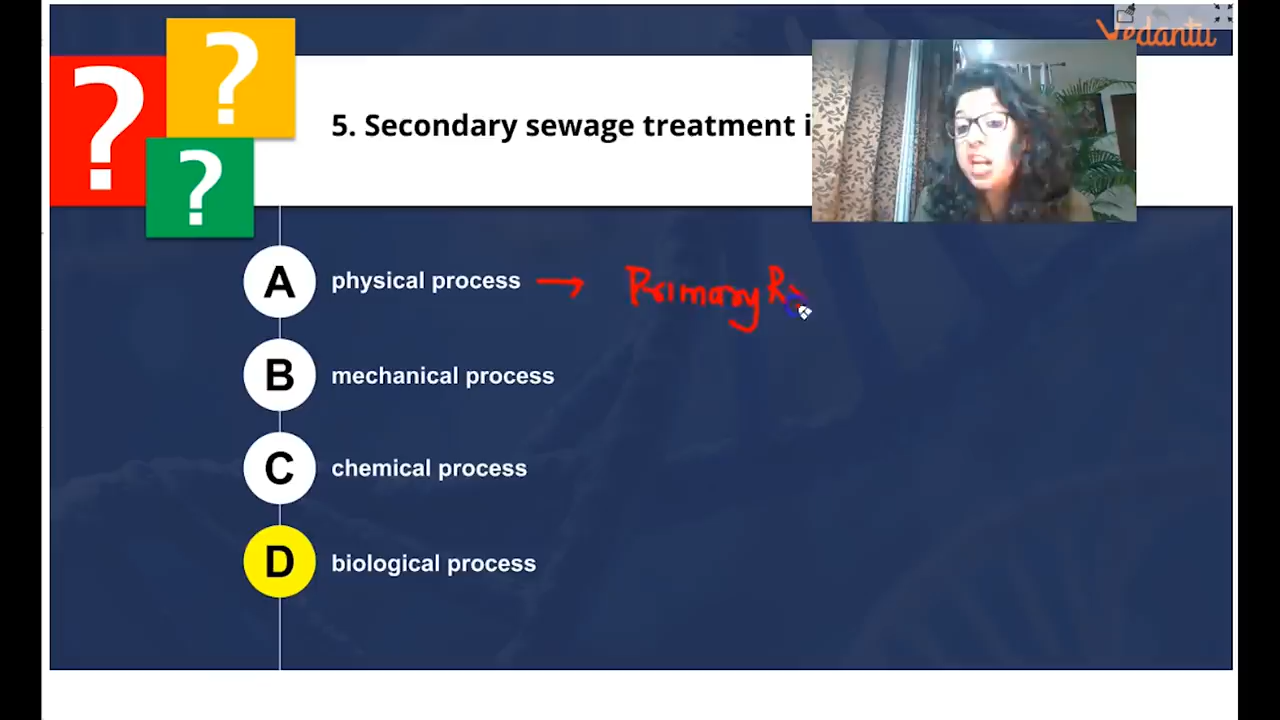 ?
?
?
Vedantu
5. Secondary sewage treatment i
A physical process → Primary R
B mechanical process
C chemical process
D biological process